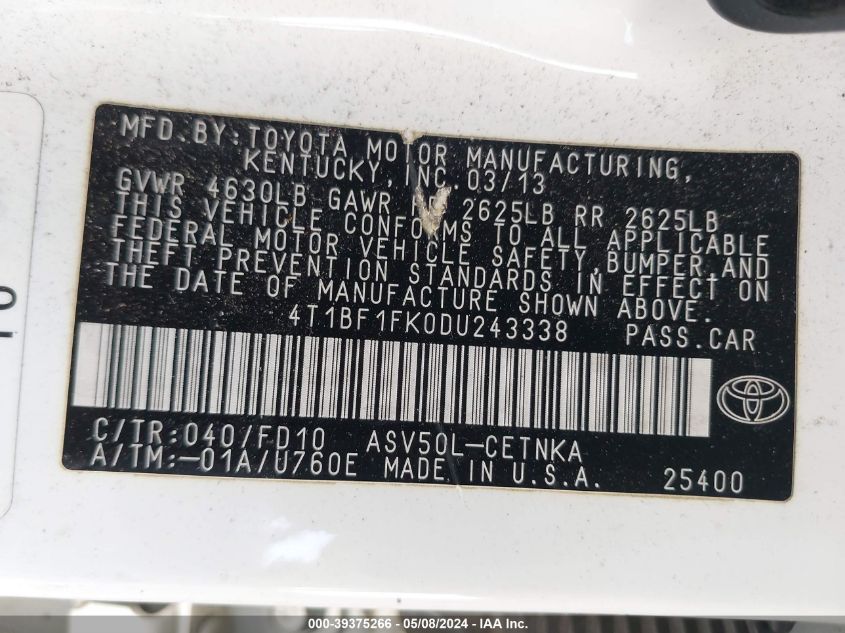 MFD.BY:TOYOTA MOTOR MANUFACTURING,
KENTUCKY,INC. 03/13
GVWR 4630LB GAWR 2625LB RR 2625LB
THIS VEHICLE CONFORMS TO ALL APPLICABLE
FEDERAL MOTOR VEHICLE SAFETY,BUMPER,AND
THEFT PREVENTION STANDARDS IN EFFECT ON
THE DATE OF MANUFACTURE SHOWN ABOVE.
4T1BF1FK0DU243338 PASS.CAR
C/TR:040/FD10 ASV50L-CETNKA
A/TM:-01A/U760E MADE IN U.S.A. 25400
000-39375266 - 05/08/2024 - IAA Inc.